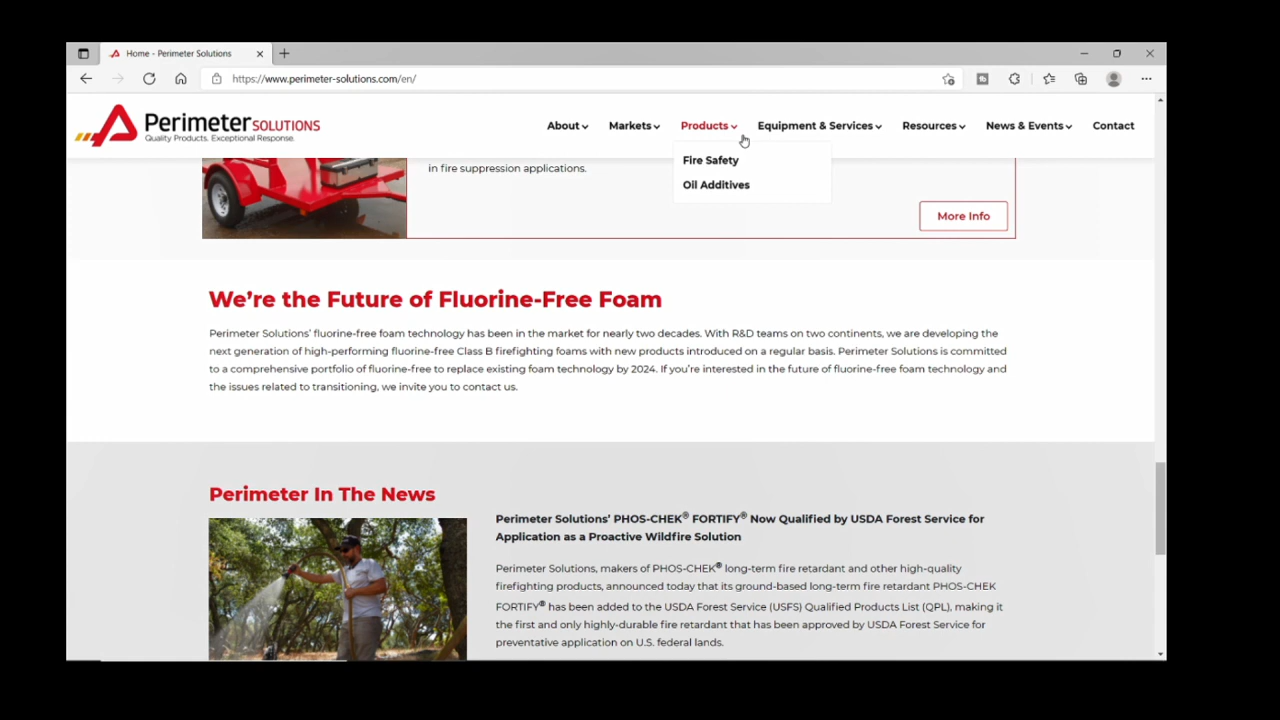 Home - Perimeter Solutions
https://www.perimeter-solutions.com/en/
Perimeter SOLUTIONS
Quality Products. Exceptional Response.
About
Markets
Products
Equipment & Services
Resources
News & Events
Contact
Fire Safety
Oil Additives
in fire suppression applications.
More Info
We're the Future of Fluorine-Free Foam
Perimeter Solutions' fluorine-free foam technology has been in the market for nearly two decades. With R&D teams on two continents, we are developing the
next generation of high-performing fluorine-free Class B firefighting foams with new products introduced on a regular basis. Perimeter Solutions is committed
to a comprehensive portfolio of fluorine-free to replace existing foam technology by 2024. If you're interested in the future of fluorine-free foam technology and
the issues related to transitioning, we invite you to contact us.
Perimeter In The News
Perimeter Solutions' PHOS-CHEK® FORTIFY® Now Qualified by USDA Forest Service for
Application as a Proactive Wildfire Solution
Perimeter Solutions, makers of PHOS-CHEK® long-term fire retardant and other high-quality
firefighting products, announced today that its ground-based long-term fire retardant PHOS-CHEK
FORTIFY® has been added to the USDA Forest Service (USFS) Qualified Products List (QPL), making it
the first and only highly-durable fire retardant that has been approved by USDA Forest Service for
preventative application on U.S. federal lands.